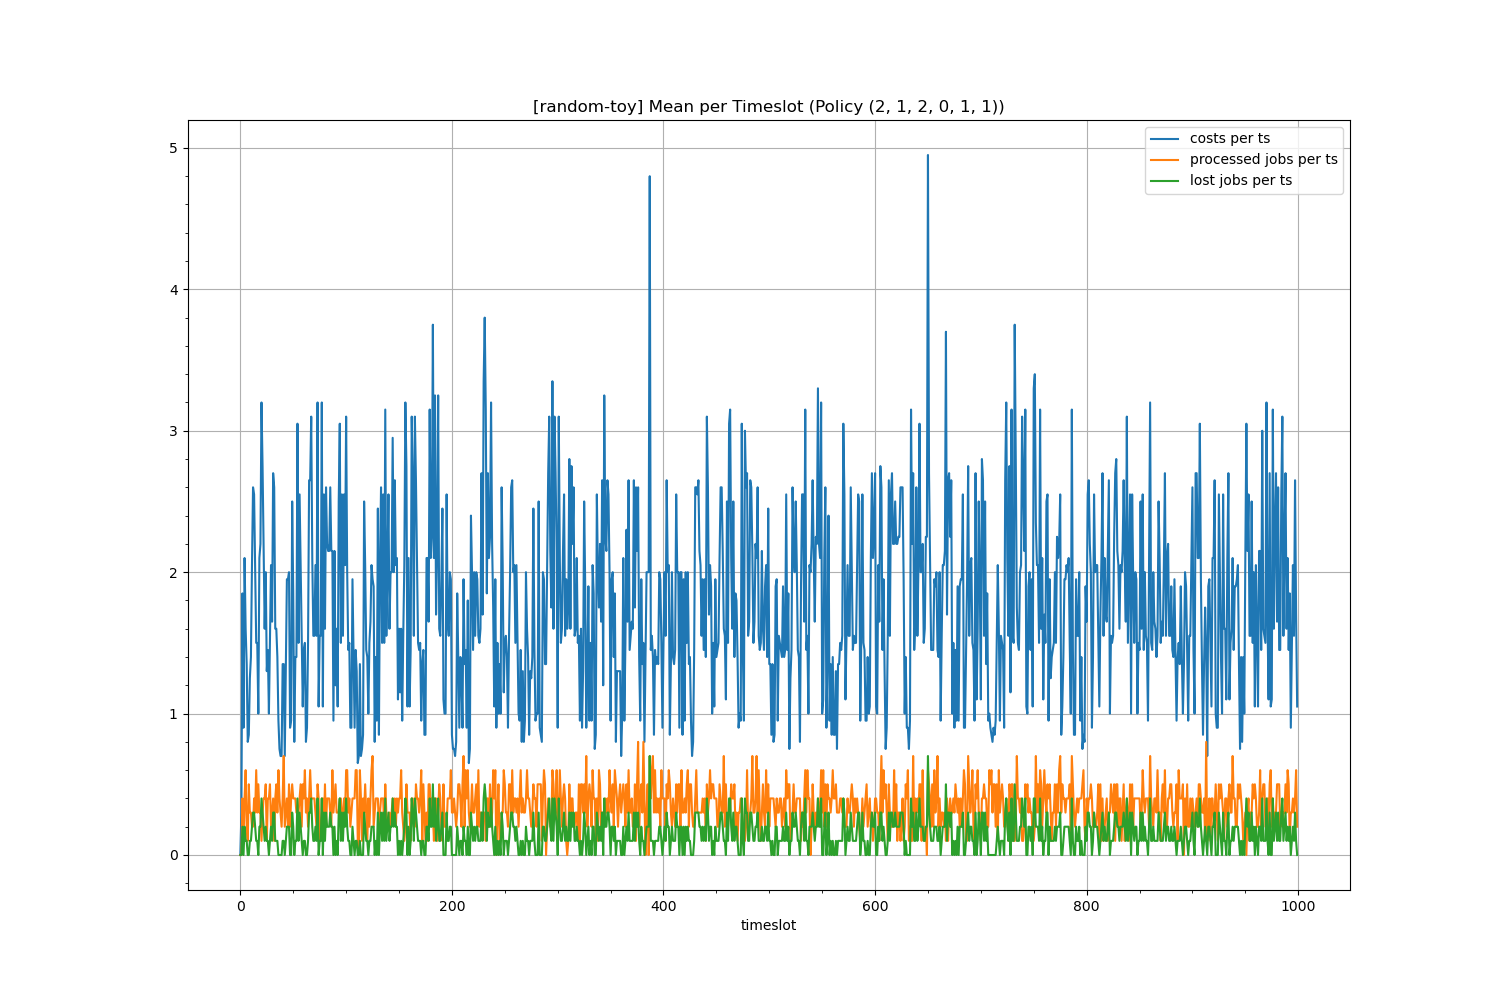 [random-toy] Mean per Timeslot (Policy (2, 1, 2, 0, 1, 1))
costs per ts
processed jobs per ts
lost jobs per ts
5
4
3
2
1
0
0 200 400 600 800 1000
timeslot